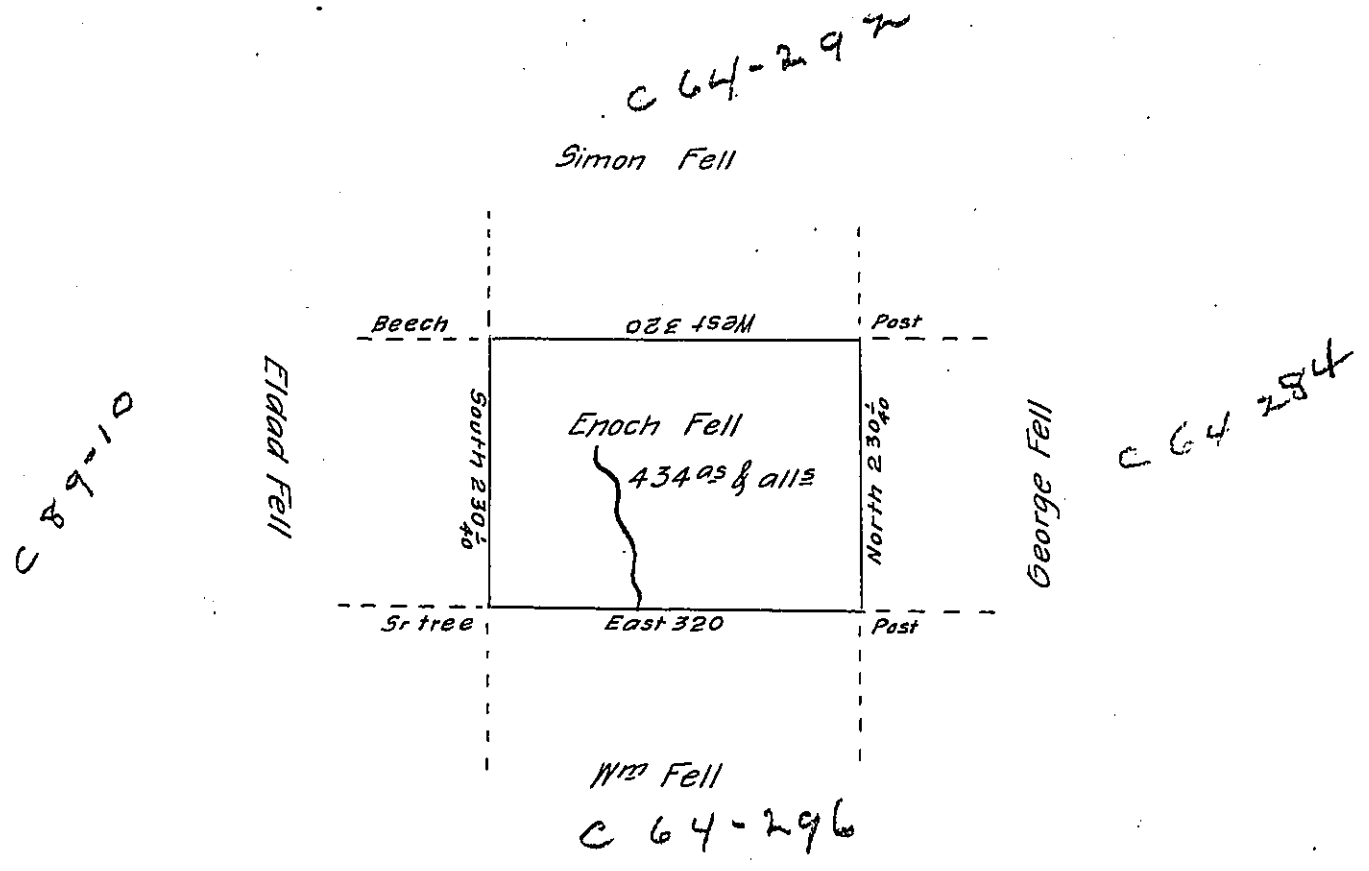 C 64-292
Simon Fell
Beech
West 320
Post
Eldad Fell
C 89-10
South 230 1/40
Enoch Fell
434 as & alls
North 230 1/40
George Fell
C 64 284
Sr tree
East 320
Post
Wm Fell
C 64-296